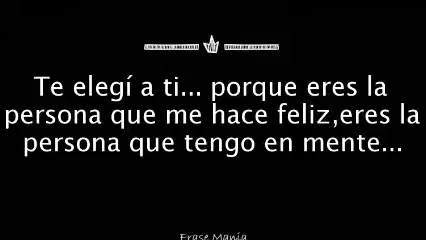 Te elegí a ti... porque eres la
persona que me hace feliz,eres la
persona que tengo en mente...
Frase Manía